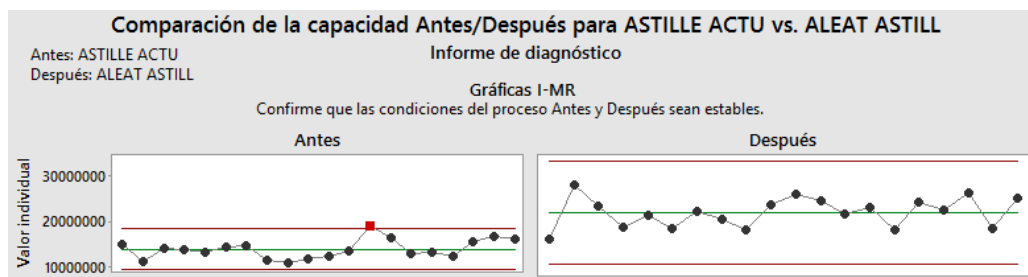 Comparación de la capacidad Antes/Después para ASTILLE ACTU vs. ALEAT ASTILL
Antes: ASTILLE ACTU
Informe de diagnóstico
Después: ALEAT ASTILL
Gráficas I-MR
Confirme que las condiciones del proceso Antes y Después sean estables.
Antes
Después
Valor individual
30000000
20000000
10000000